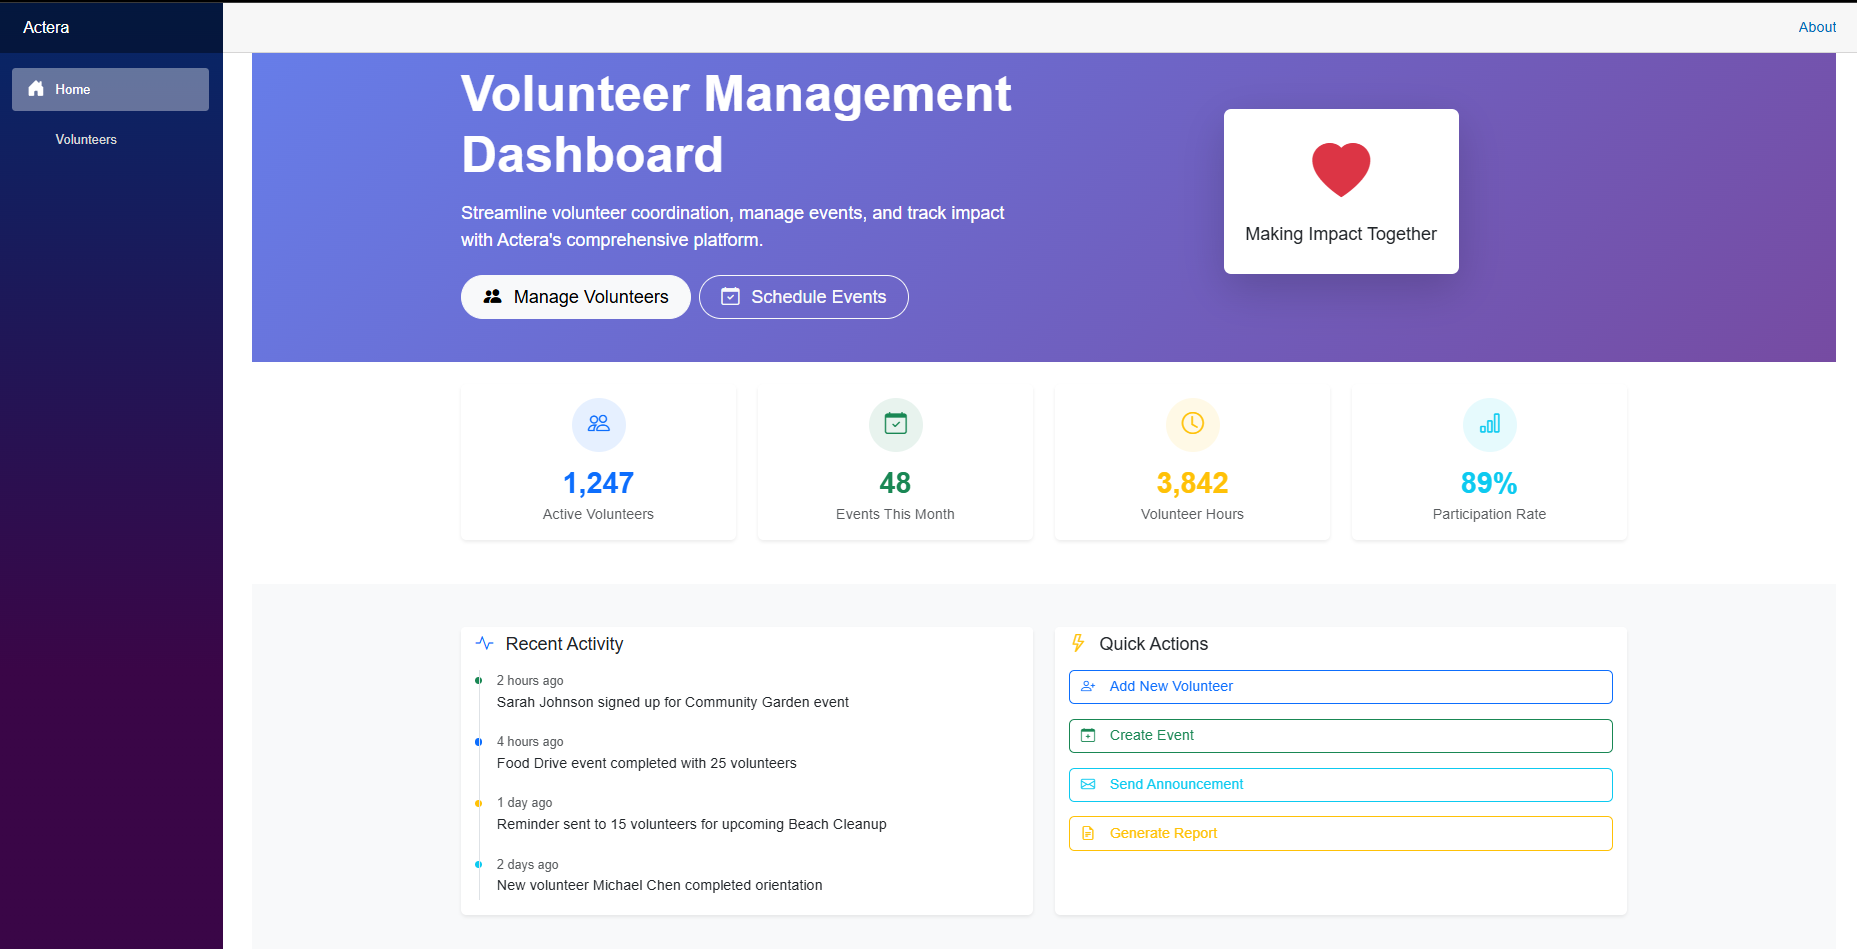 Actera
About
Home
Volunteers
Volunteer Management
Dashboard
Streamline volunteer coordination, manage events, and track impact
with Actera's comprehensive platform.
Manage Volunteers
Schedule Events
Making Impact Together
1,247
Active Volunteers
48
Events This Month
3,842
Volunteer Hours
89%
Participation Rate
Recent Activity
2 hours ago
Sarah Johnson signed up for Community Garden event
4 hours ago
Food Drive event completed with 25 volunteers
1 day ago
Reminder sent to 15 volunteers for upcoming Beach Cleanup
2 days ago
New volunteer Michael Chen completed orientation
Quick Actions
Add New Volunteer
Create Event
Send Announcement
Generate Report